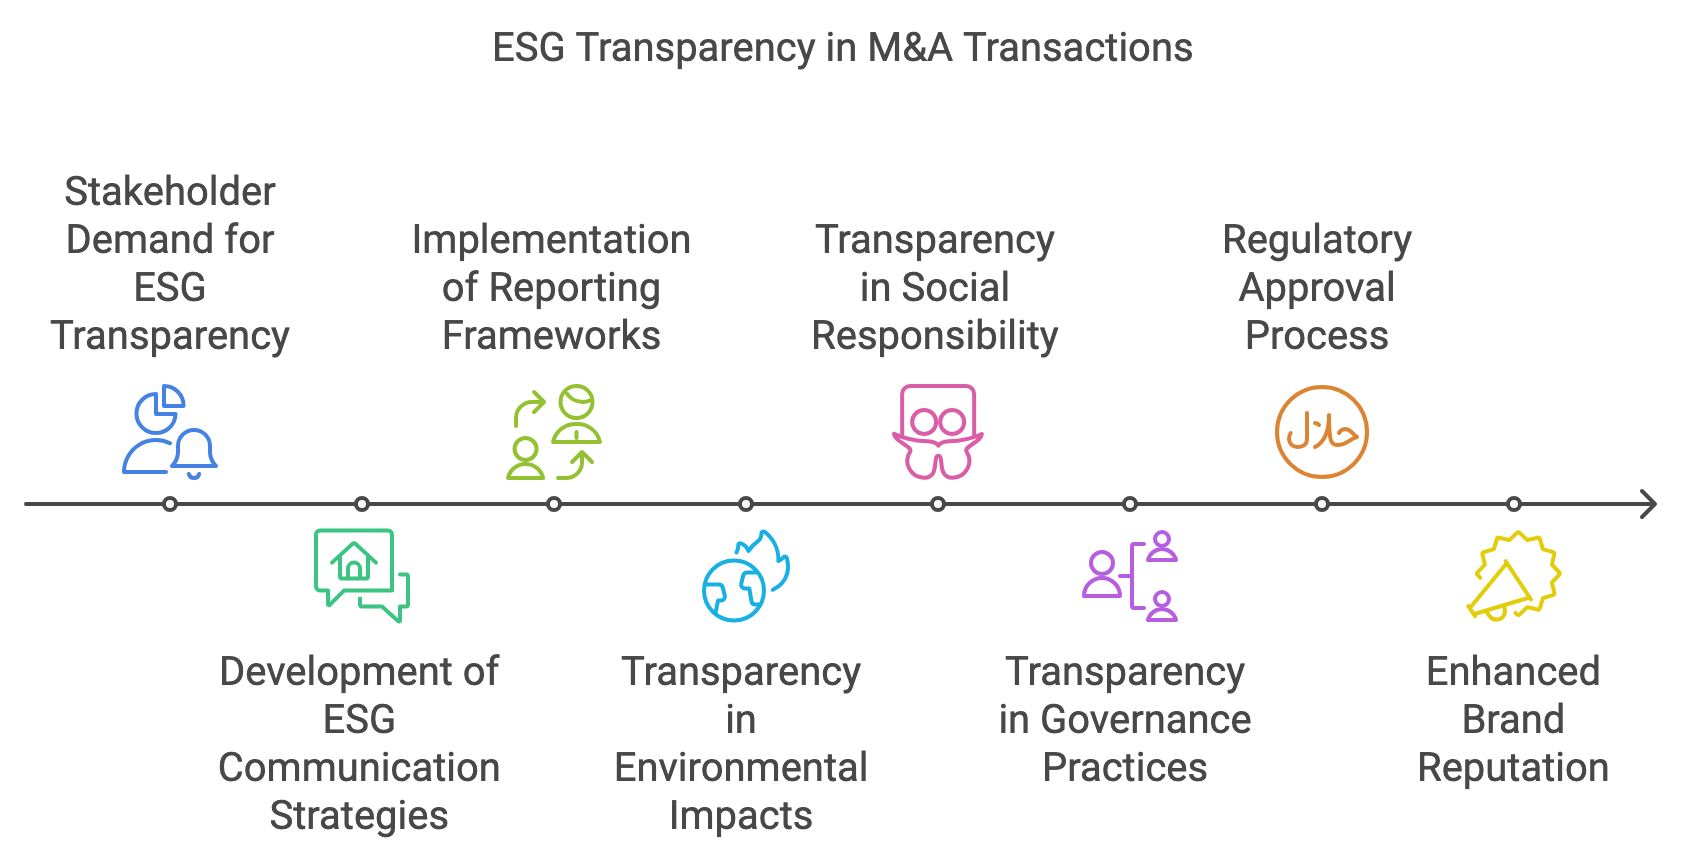 ESG Transparency in M&A Transactions
Stakeholder
Demand for
ESG
Transparency
Development of
ESG
Communication
Strategies
Implementation
of Reporting
Frameworks
Transparency
in
Environmental
Impacts
Transparency
in Social
Responsibility
Transparency
in Governance
Practices
Regulatory
Approval
Process
حلال
Enhanced
Brand
Reputation